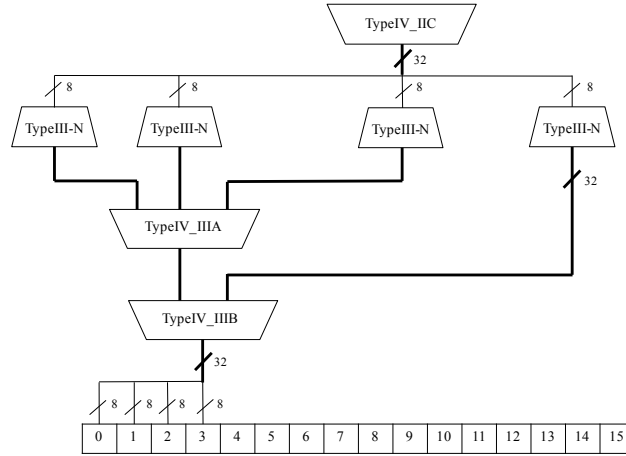 TypeIV_IIC
32
8 8 8 8
TypeIII-N TypeIII-N TypeIII-N TypeIII-N
32
TypeIV_IIIA
TypeIV_IIIB
32
8 8 8 8
0 1 2 3 4 5 6 7 8 9 10 11 12 13 14 15